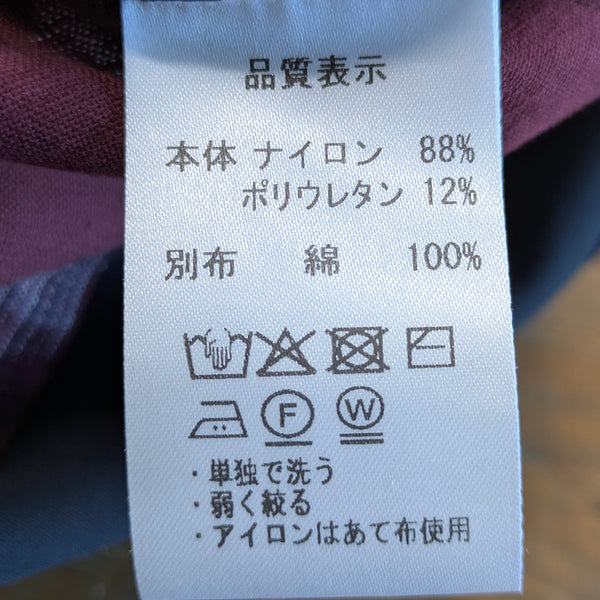 品質表示
本体 ナイロン 88%
ポリウレタン 12%
別布 綿 100%
F W
・単独で洗う
・弱く絞る
・アイロンはあて布使用